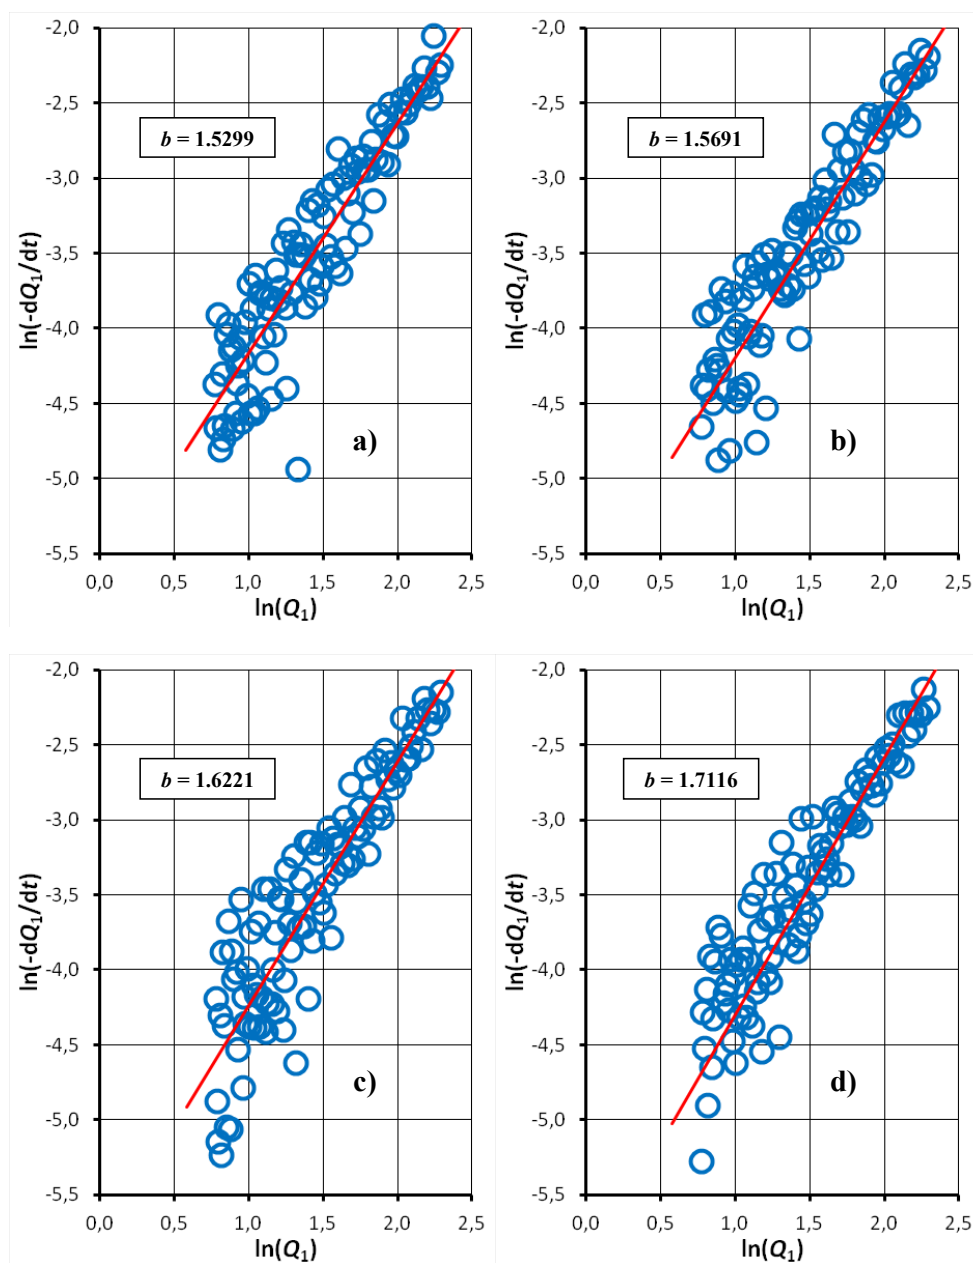 -2,0
-2,5
-3,0
-3,5
-4,0
-4,5
-5,0
-5,5
ln(-dQ₁/dt)
b = 1.5299
a)
0,0 0,5 1,0 1,5 2,0 2,5
ln(Q₁)
-2,0
-2,5
-3,0
-3,5
-4,0
-4,5
-5,0
-5,5
ln(-dQ₁/dt)
b = 1.5691
b)
0,0 0,5 1,0 1,5 2,0 2,5
ln(Q₁)
-2,0
-2,5
-3,0
-3,5
-4,0
-4,5
-5,0
-5,5
ln(-dQ₁/dt)
b = 1.6221
c)
0,0 0,5 1,0 1,5 2,0 2,5
ln(Q₁)
-2,0
-2,5
-3,0
-3,5
-4,0
-4,5
-5,0
-5,5
ln(-dQ₁/dt)
b = 1.7116
d)
0,0 0,5 1,0 1,5 2,0 2,5
ln(Q₁)